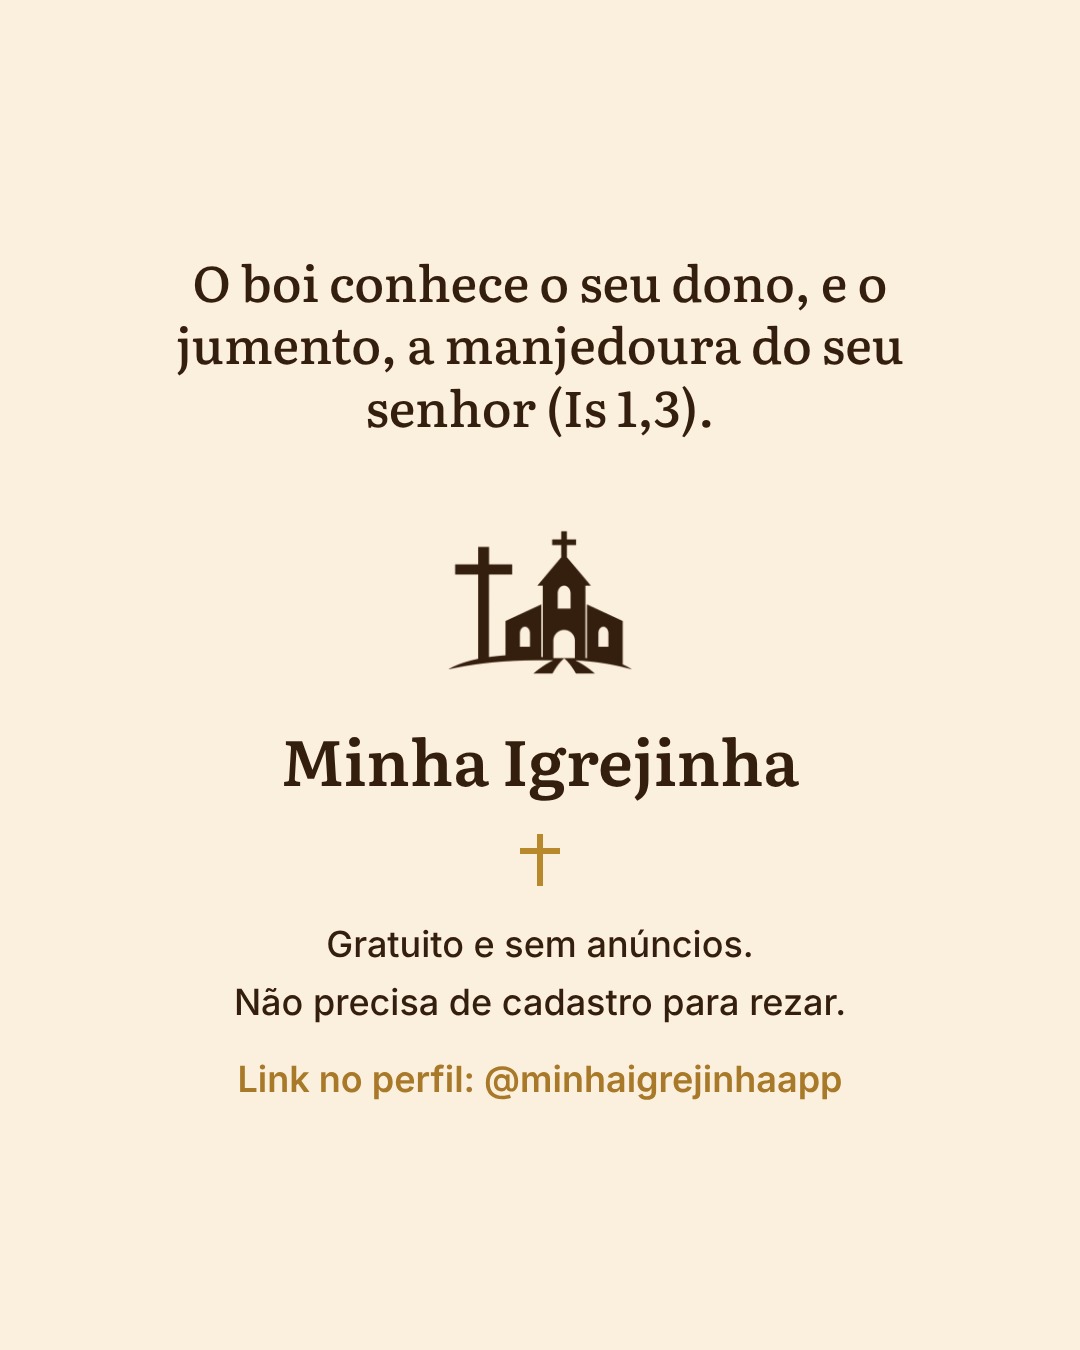 O boi conhece o seu dono, e o
jumento, a manjedoura do seu
senhor (Is 1,3).
Minha Igrejinha
Gratuito e sem anúncios.
Não precisa de cadastro para rezar.
Link no perfil: @minhaigrejinhaapp